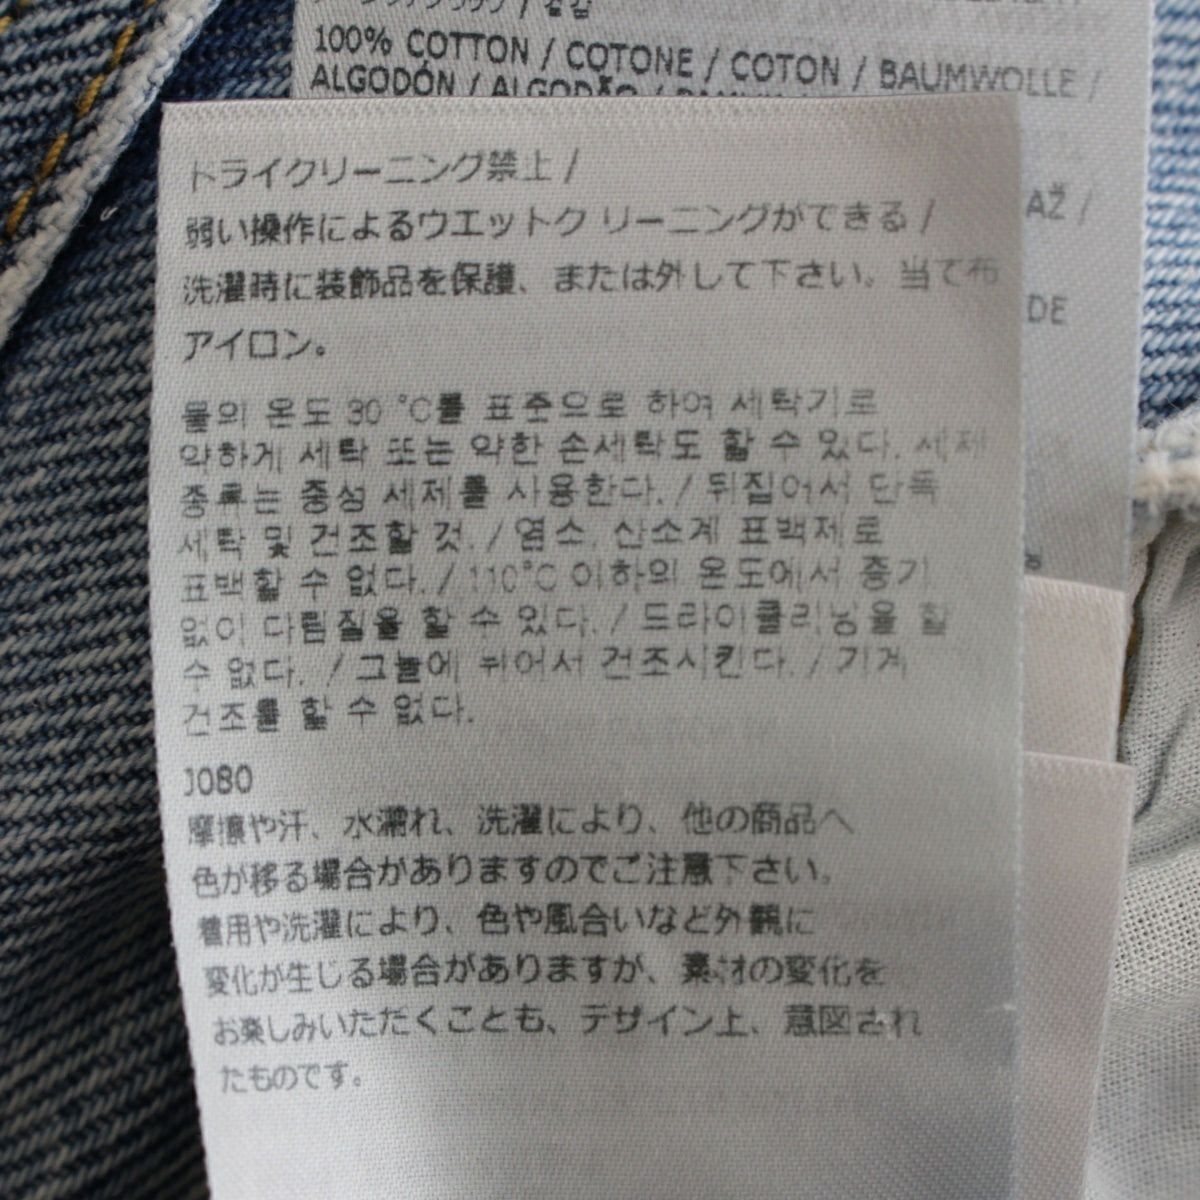 100% COTTON / COTONE / COTON / BAUMWOLLE /
ALGODÓN / ALGODÃO /
AŽ /
DE
ドライクリーニング禁止 /
弱い操作によるウエットク リーニングができる /
洗濯時に装飾品を保護、または外して下さい。当て布
アイロン。
물의 온도 30 °C를 표준으로 하여 세탁기로
약하게 세탁 또는 약한 손세탁도 할 수 있다. 세제
종류는 중성 세제를 사용한다. / 뒤집어서 단독
세탁 및 건조할 것. / 염소, 산소계 표백제로
표백할 수 없다. / 110°C 이하의 온도에서 증기
없이 다림질을 할 수 있다. / 드라이클리닝을 할
수 없다. / 그늘에 뉘어서 건조시킨다. / 기계
건조를 할 수 없다.
J080
摩擦や汗、水濡れ、洗濯により、他の商品へ
色が移る場合がありますのでご注意下さい。
着用や洗濯により、色や風合いなど外観に
変化が生じる場合がありますが、素材の変化を
お楽しみいただくことも、デザイン上、意図され
たものです。